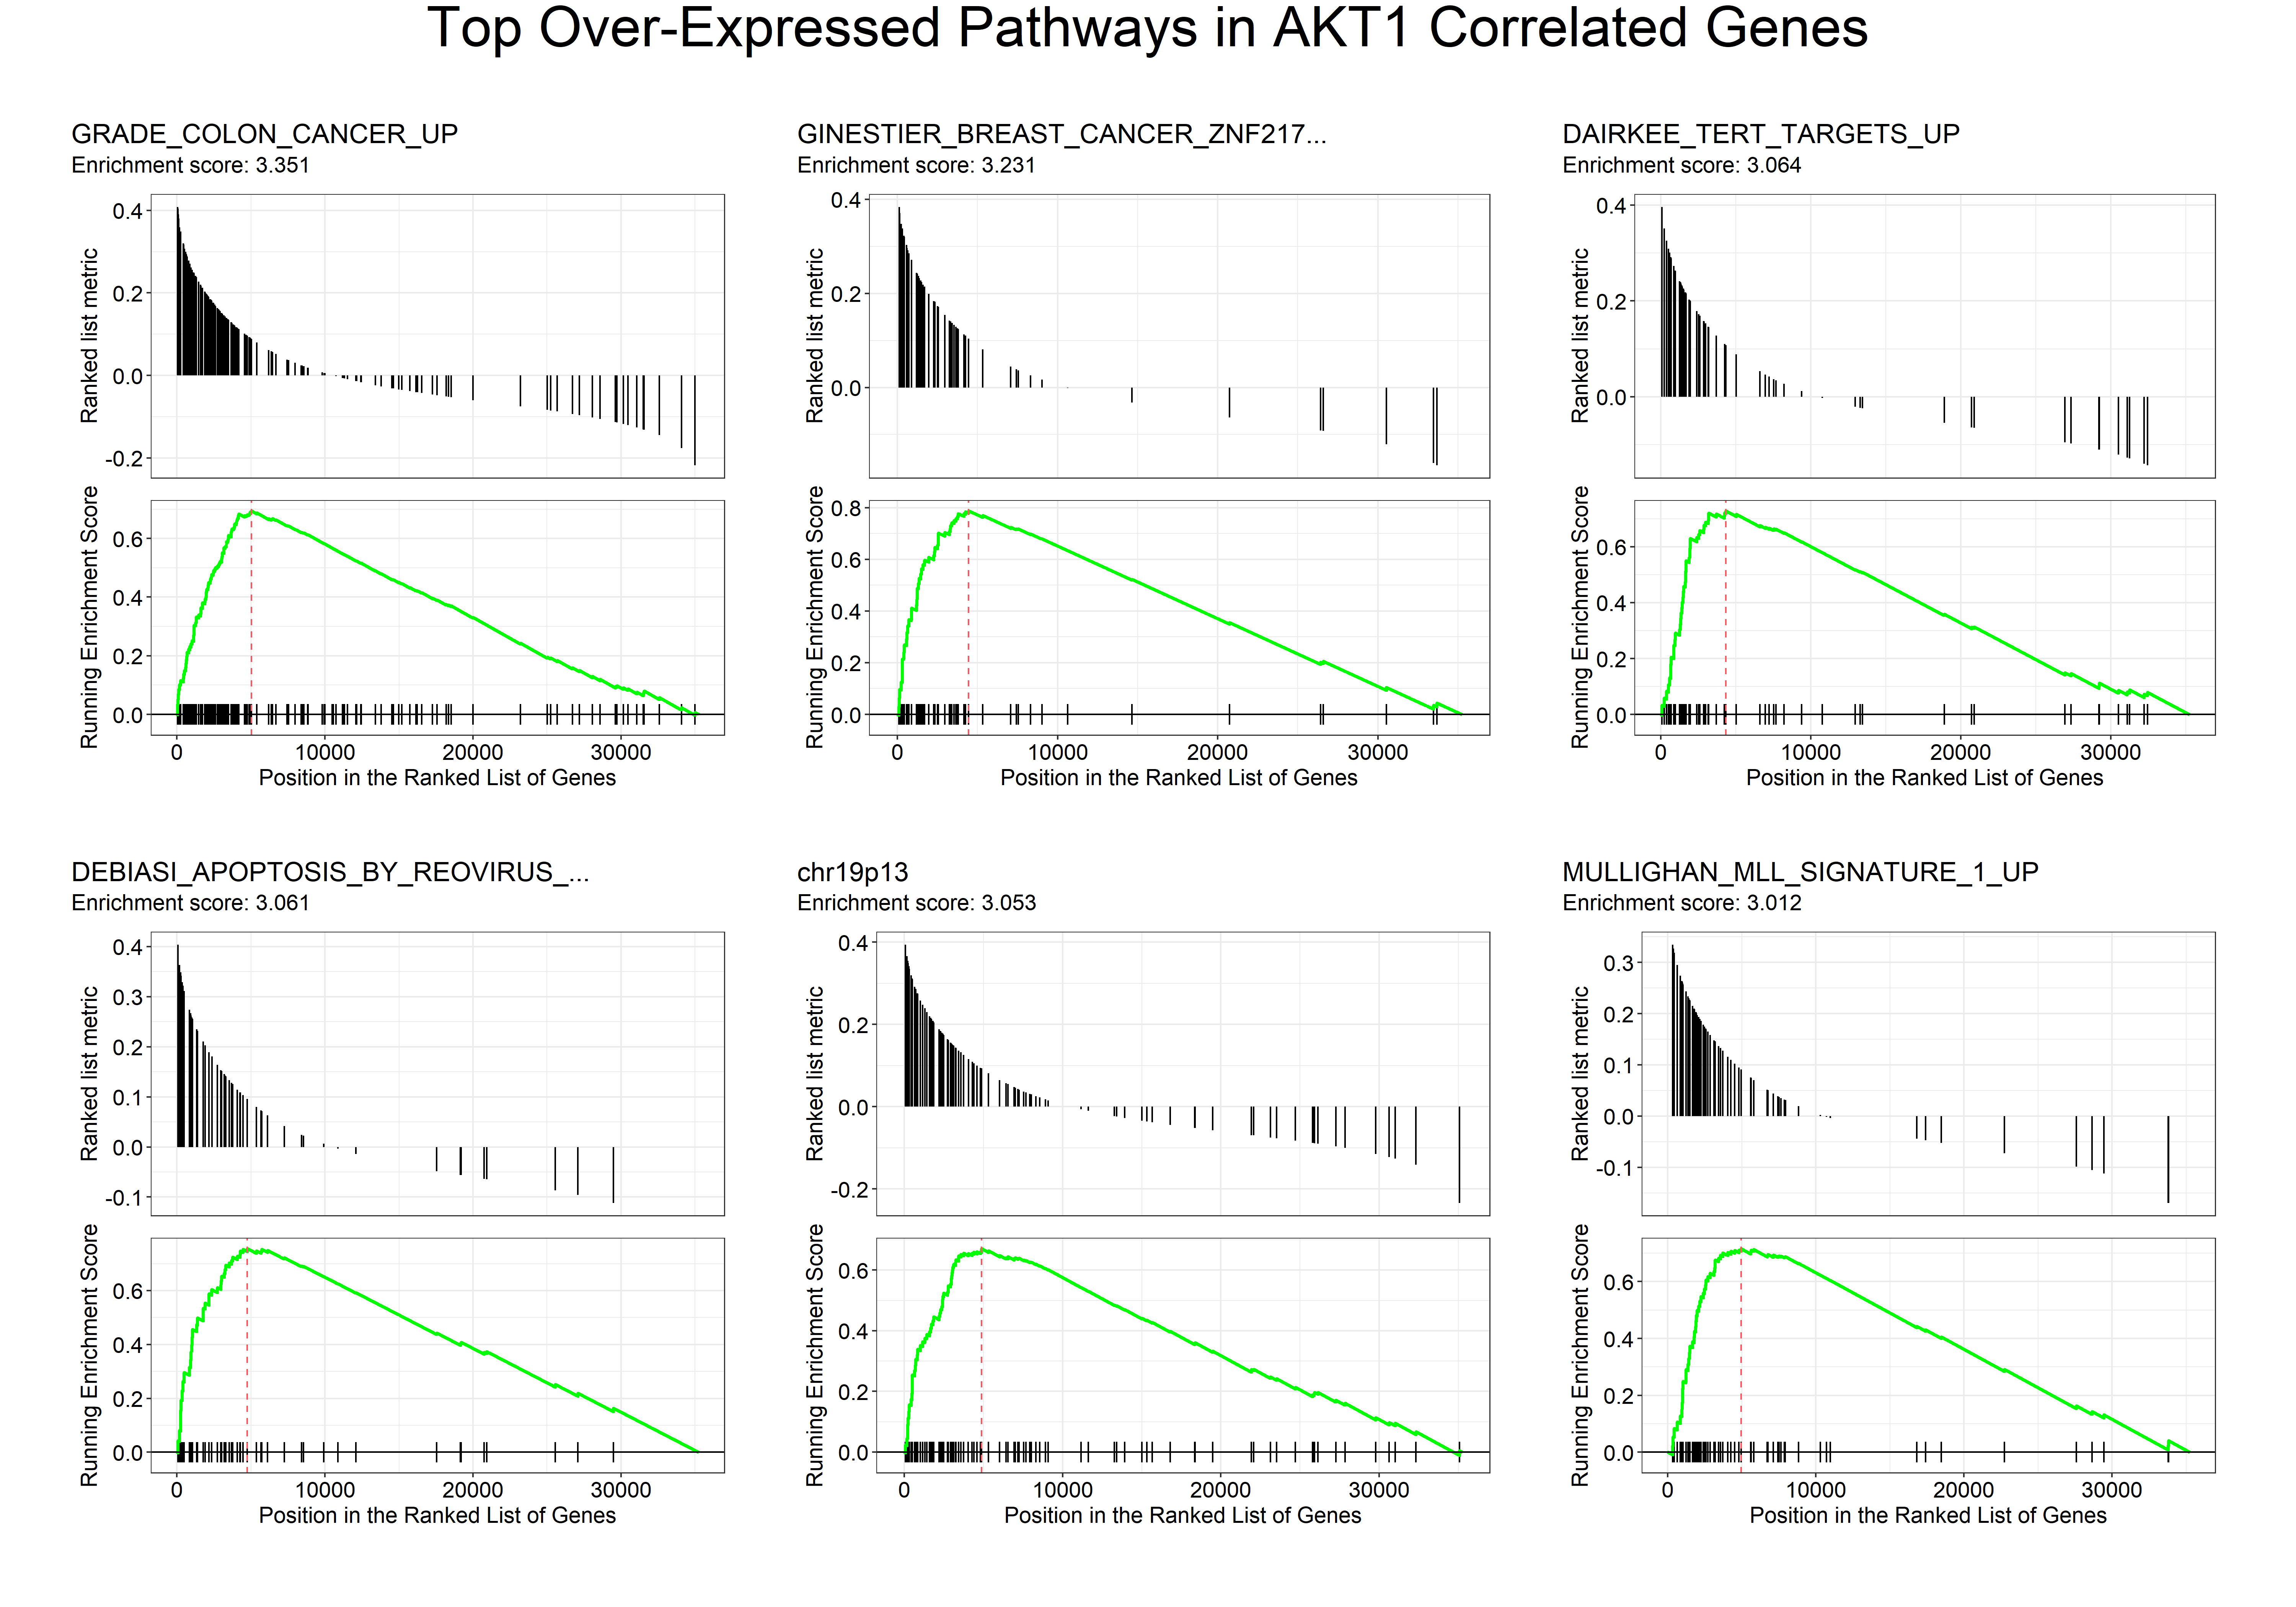 Top Over-Expressed Pathways in AKT1 Correlated Genes
GRADE_COLON_CANCER_UP
Enrichment score: 3.351
Ranked list metric
0.4
0.2
0.0
-0.2
Running Enrichment Score
0.6
0.4
0.2
0.0
0 10000 20000 30000
Position in the Ranked List of Genes
GINESTIER_BREAST_CANCER_ZNF217...
Enrichment score: 3.231
Ranked list metric
0.4
0.2
0.0
Running Enrichment Score
0.8
0.6
0.4
0.2
0.0
0 10000 20000 30000
Position in the Ranked List of Genes
DAIRKEE_TERT_TARGETS_UP
Enrichment score: 3.064
Ranked list metric
0.4
0.2
0.0
Running Enrichment Score
0.6
0.4
0.2
0.0
0 10000 20000 30000
Position in the Ranked List of Genes
DEBIASI_APOPTOSIS_BY_REOVIRUS_...
Enrichment score: 3.061
Ranked list metric
0.4
0.3
0.2
0.1
0.0
-0.1
Running Enrichment Score
0.6
0.4
0.2
0.0
0 10000 20000 30000
Position in the Ranked List of Genes
chr19p13
Enrichment score: 3.053
Ranked list metric
0.4
0.2
0.0
-0.2
Running Enrichment Score
0.6
0.4
0.2
0.0
0 10000 20000 30000
Position in the Ranked List of Genes
MULLIGHAN_MLL_SIGNATURE_1_UP
Enrichment score: 3.012
Ranked list metric
0.3
0.2
0.1
0.0
-0.1
Running Enrichment Score
0.6
0.4
0.2
0.0
0 10000 20000 30000
Position in the Ranked List of Genes